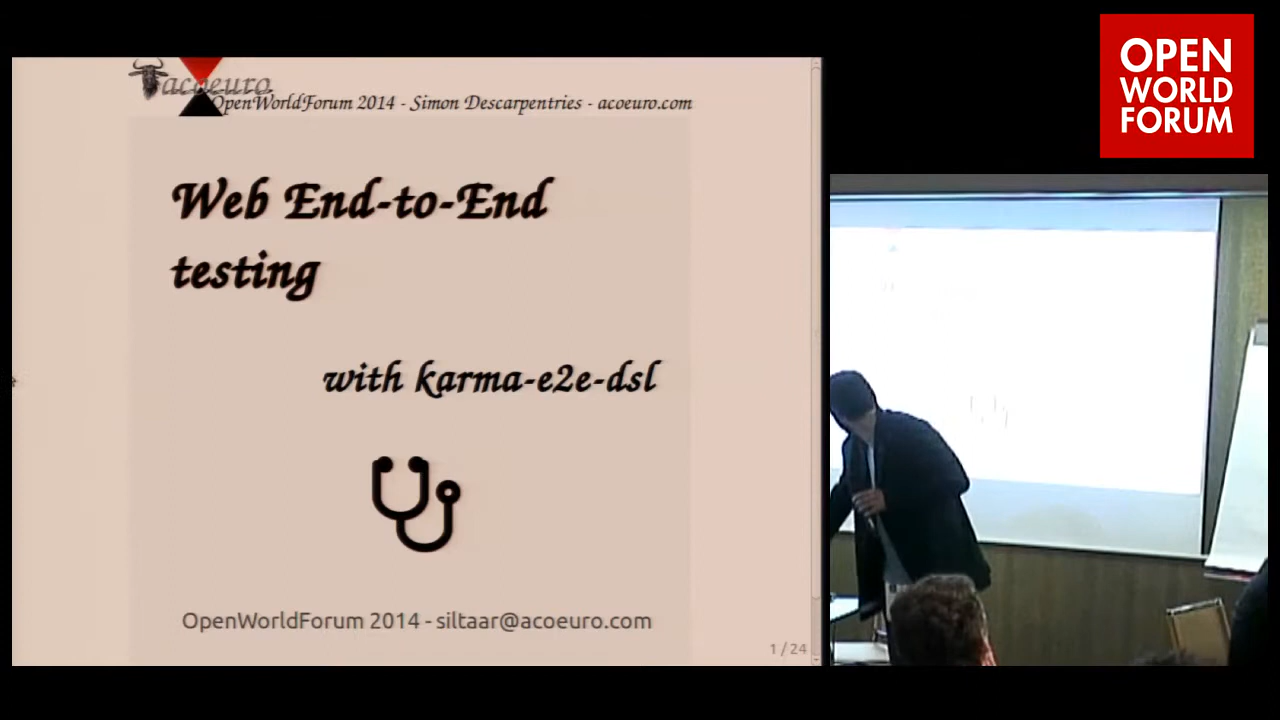 acoeuro
OpenWorldForum 2014 - Simon Descarpentries - acoeuro.com
Web End-to-End
testing
with karma-e2e-dsl
OpenWorldForum 2014 - siltaar@acoeuro.com
1 / 24
OPEN
WORLD
FORUM